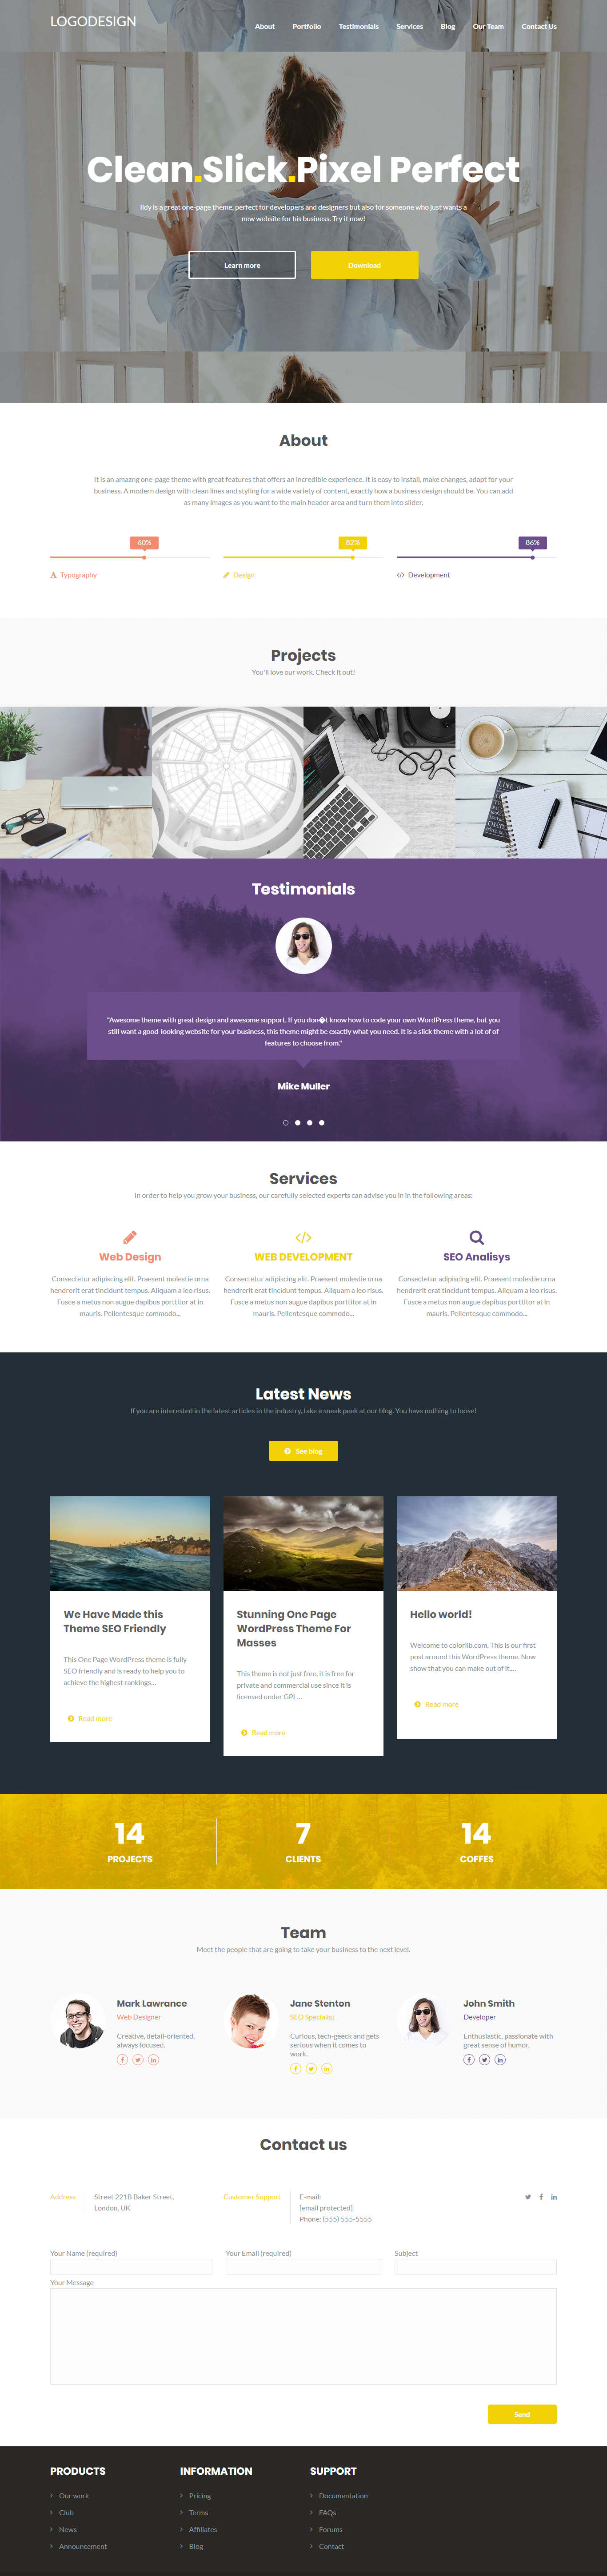 LOGODESIGN
About Portfolio Testimonials Services Blog Our Team Contact Us
Clean.Slick.Pixel Perfect
Ildy is a great one-page theme, perfect for developers and designers but also for someone who just wants a
new website for his business. Try it now!
Learn more Download
About
It is an amazng one-page theme with great features that offers an incredible experience. It is easy to install, make changes, adapt for your
business. A modern design with clean lines and styling for a wide variety of content, exactly how a business design should be. You can add
as many images as you want to the main header area and turn them into slider.
60% 82% 86%
Typography Design Development
Projects
You'll love our work. Check it out!
Testimonials
"Awesome theme with great design and awesome support. If you don�t know how to code your own WordPress theme, but you
still want a good-looking website for your business, this theme might be exactly what you need. It is a slick theme with a lot of of
features to choose from."
Mike Muller
Services
In order to help you grow your business, our carefully selected experts can advise you in in the following areas:
Web Design
Consectetur adipiscing elit. Praesent molestie urna
hendrerit erat tincidunt tempus. Aliquam a leo risus.
Fusce a metus non augue dapibus porttitor at in
mauris. Pellentesque commodo...
WEB DEVELOPMENT
Consectetur adipiscing elit. Praesent molestie urna
hendrerit erat tincidunt tempus. Aliquam a leo risus.
Fusce a metus non augue dapibus porttitor at in
mauris. Pellentesque commodo...
SEO Analisys
Consectetur adipiscing elit. Praesent molestie urna
hendrerit erat tincidunt tempus. Aliquam a leo risus.
Fusce a metus non augue dapibus porttitor at in
mauris. Pellentesque commodo...
Latest News
If you are interested in the latest articles in the industry, take a sneak peek at our blog. You have nothing to loose!
See blog
We Have Made this
Theme SEO Friendly
This One Page WordPress theme is fully
SEO friendly and is ready to help you to
achieve the highest rankings...
Read more
Stunning One Page
WordPress Theme For
Masses
This theme is not just free, it is free for
private and commercial use since it is
licensed under GPL...
Read more
Hello world!
Welcome to colorlib.com. This is our first
post around this WordPress theme. Now
show that you can make out of it....
Read more
14 7 14
PROJECTS CLIENTS COFFES
Team
Meet the people that are going to take your business to the next level.
Mark Lawrance
Web Designer
Creative, detail-oriented,
always focused.
Jane Stenton
SEO Specialist
Curious, tech-geeck and gets
serious when it comes to
work.
John Smith
Developer
Enthusiastic, passionate with
great sense of humor.
Contact us
Address
Street 221B Baker Street,
London, UK
Customer Support
E-mail:
[email protected]
Phone: (555) 555-5555
Your Name (required) Your Email (required) Subject
Your Message
Send
PRODUCTS
Our work
Club
News
Announcement
INFORMATION
Pricing
Terms
Affiliates
Blog
SUPPORT
Documentation
FAQs
Forums
Contact